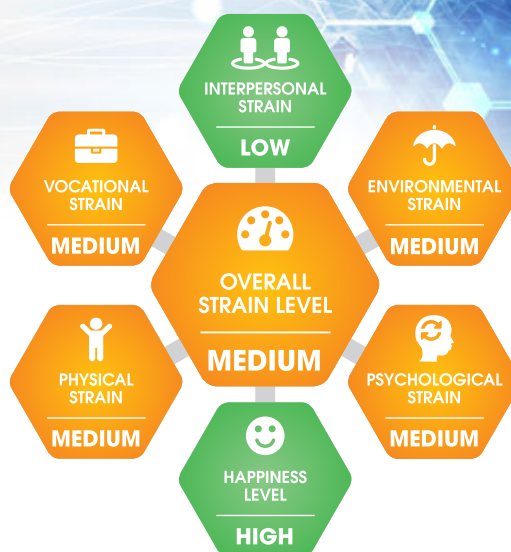 INTERPERSONAL
STRAIN
LOW
VOCATIONAL
STRAIN
MEDIUM
ENVIRONMENTAL
STRAIN
MEDIUM
OVERALL
STRAIN LEVEL
MEDIUM
PHYSICAL
STRAIN
MEDIUM
PSYCHOLOGICAL
STRAIN
MEDIUM
HAPPINESS
LEVEL
HIGH